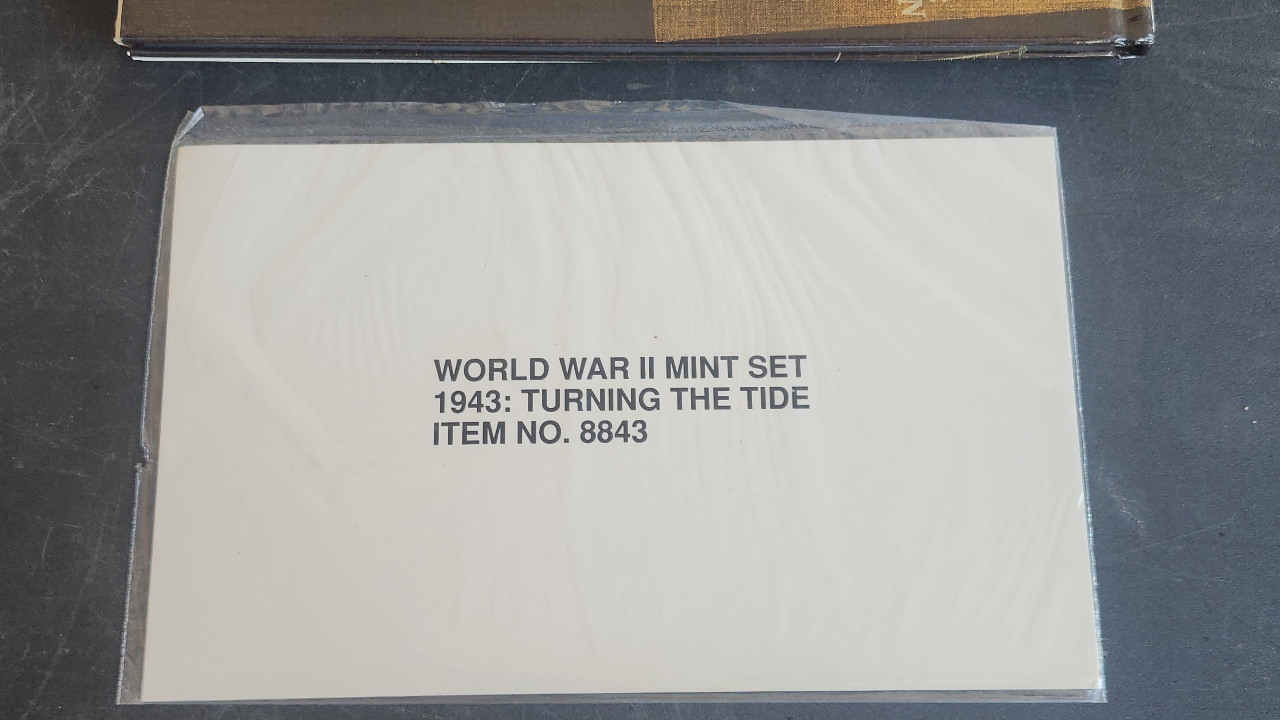 WORLD WAR II MINT SET
1943: TURNING THE TIDE
ITEM NO. 8843